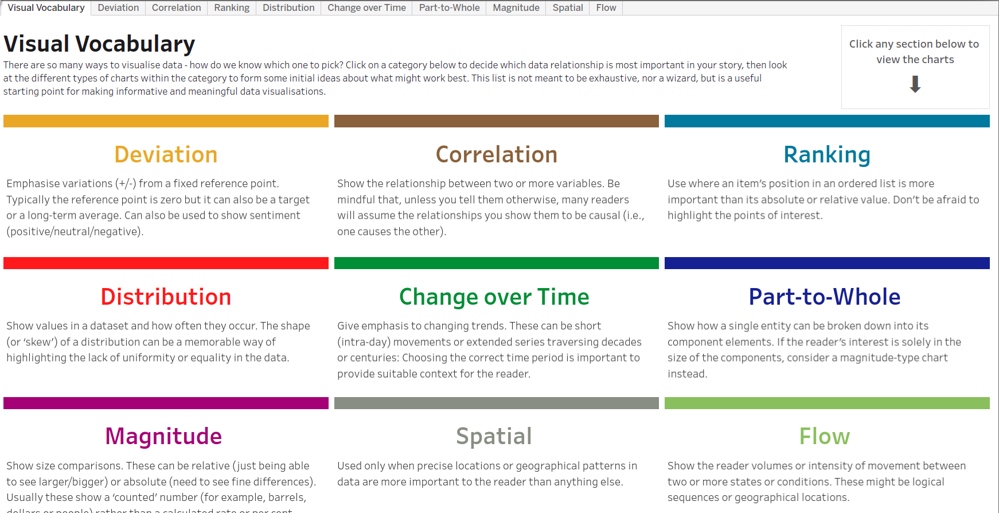 Visual Vocabulary
Deviation
Correlation
Ranking
Distribution
Change over Time
Part-to-Whole
Magnitude
Spatial
Flow
Visual Vocabulary
There are so many ways to visualise data - how do we know which one to pick? Click on a category below to decide which data relationship is most important in your story, then look
at the different types of charts within the category to form some initial ideas about what might work best. This list is not meant to be exhaustive, nor a wizard, but is a useful
starting point for making informative and meaningful data visualisations.
Click any section below to
view the charts
Deviation
Emphasise variations (+/-) from a fixed reference point.
Typically the reference point is zero but it can also be a target
or a long-term average. Can also be used to show sentiment
(positive/neutral/negative).
Correlation
Show the relationship between two or more variables. Be
mindful that, unless you tell them otherwise, many readers
will assume the relationships you show them to be causal (i.e.,
one causes the other).
Ranking
Use where an item’s position in an ordered list is more
important than its absolute or relative value. Don’t be afraid to
highlight the points of interest.
Distribution
Show values in a dataset and how often they occur. The shape
(or ‘skew’) of a distribution can be a memorable way of
highlighting the lack of uniformity or equality in the data.
Change over Time
Give emphasis to changing trends. These can be short
(intra-day) movements or extended series traversing decades
or centuries: Choosing the correct time period is important to
provide suitable context for the reader.
Part-to-Whole
Show how a single entity can be broken down into its
component elements. If the reader’s interest is solely in the
size of the components, consider a magnitude-type chart
instead.
Magnitude
Show size comparisons. These can be relative (just being able
to see larger/bigger) or absolute (need to see fine differences).
Usually these show a ‘counted’ number (for example, barrels,
dollars or people) rather than a calculated rate or per cent.
Spatial
Used only when precise locations or geographical patterns in
data are more important to the reader than anything else.
Flow
Show the reader volumes or intensity of movement between
two or more states or conditions. These might be logical
sequences or geographical locations.